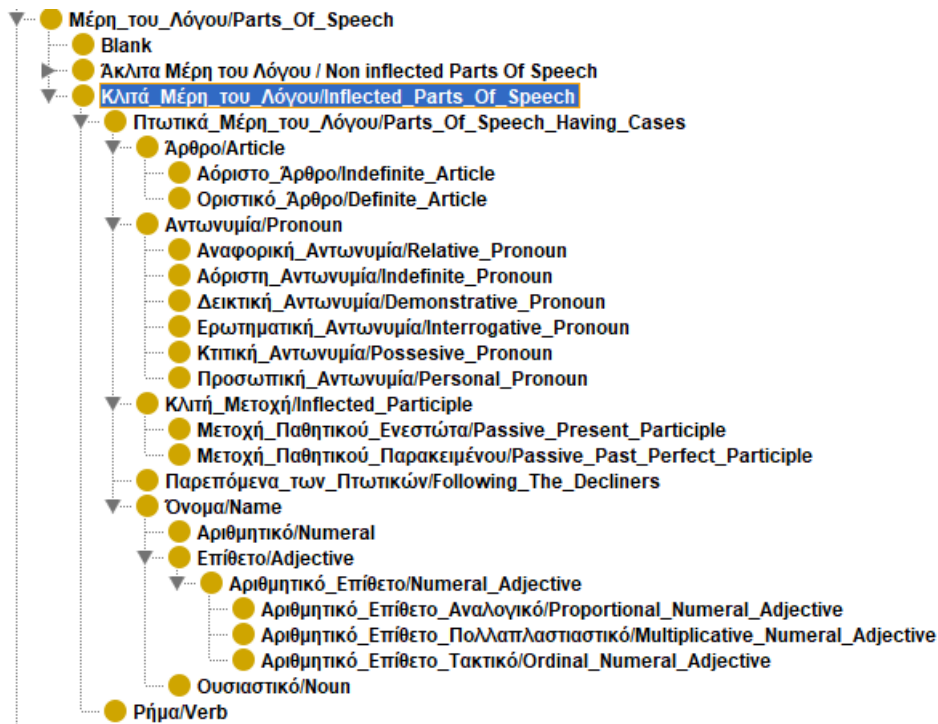 Μέρη_του_Λόγου/Parts_Of_Speech
Blank
Άκλιτα Μέρη του Λόγου / Non inflected Parts Of Speech
Κλιτά_Μέρη_του_Λόγου/Inflected_Parts_Of_Speech
Πτωτικά_Μέρη_του_Λόγου/Parts_Of_Speech_Having_Cases
Άρθρο/Article
Αόριστο_Άρθρο/Indefinite_Article
Οριστικό_Άρθρο/Definite_Article
Αντωνυμία/Pronoun
Αναφορική_Αντωνυμία/Relative_Pronoun
Αόριστη_Αντωνυμία/Indefinite_Pronoun
Δεικτική_Αντωνυμία/Demonstrative_Pronoun
Ερωτηματική_Αντωνυμία/Interrogative_Pronoun
Κτιτική_Αντωνυμία/Possesive_Pronoun
Προσωπική_Αντωνυμία/Personal_Pronoun
Κλιτή_Μετοχή/Inflected_Participle
Μετοχή_Παθητικού_Ενεστώτα/Passive_Present_Participle
Μετοχή_Παθητικού_Παρακειμένου/Passive_Past_Perfect_Participle
Παρεπόμενα_των_Πτωτικών/Following_The_Decliners
Όνομα/Name
Αριθμητικό/Numeral
Επίθετο/Adjective
Αριθμητικό_Επίθετο/Numeral_Adjective
Αριθμητικό_Επίθετο_Αναλογικό/Proportional_Numeral_Adjective
Αριθμητικό_Επίθετο_Πολλαπλαστιαστικό/Multiplicative_Numeral_Adjective
Αριθμητικό_Επίθετο_Τακτικό/Ordinal_Numeral_Adjective
Ουσιαστικό/Noun
Ρήμα/Verb